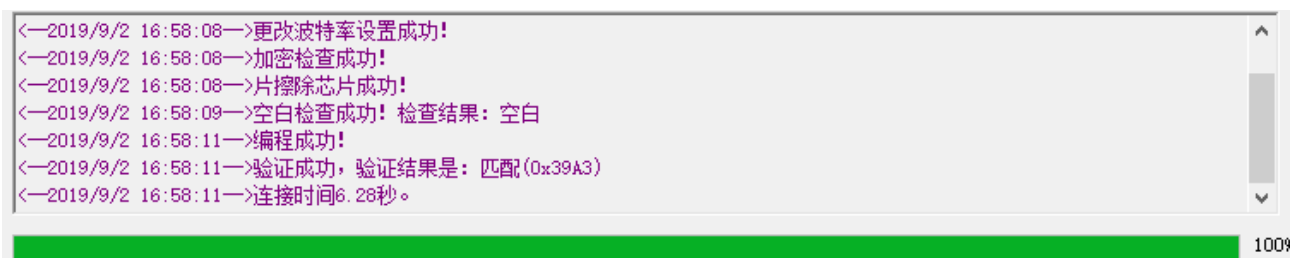 <—2019/9/2 16:58:08—>更改波特率设置成功!
<—2019/9/2 16:58:08—>加密检查成功!
<—2019/9/2 16:58:08—>片擦除芯片成功!
<—2019/9/2 16:58:09—>空白检查成功! 检查结果: 空白
<—2019/9/2 16:58:11—>编程成功!
<—2019/9/2 16:58:11—>验证成功，验证结果是: 匹配(0x39A3)
<—2019/9/2 16:58:11—>连接时间6.28秒。
100%